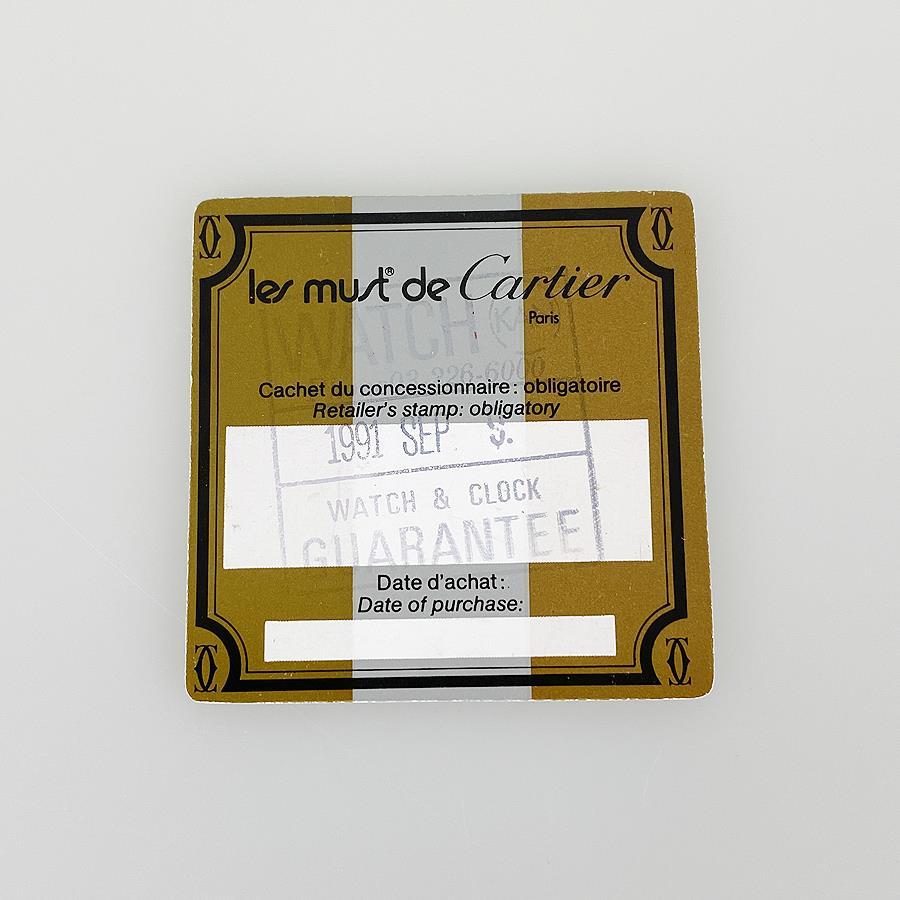 les must® de Cartier
Paris
WATCH
Cachet du concessionnaire: obligatoire
Retailer's stamp: obligatory
1991 SEP
WATCH & CLOCK
GUARANTEE
Date d'achat:
Date of purchase: